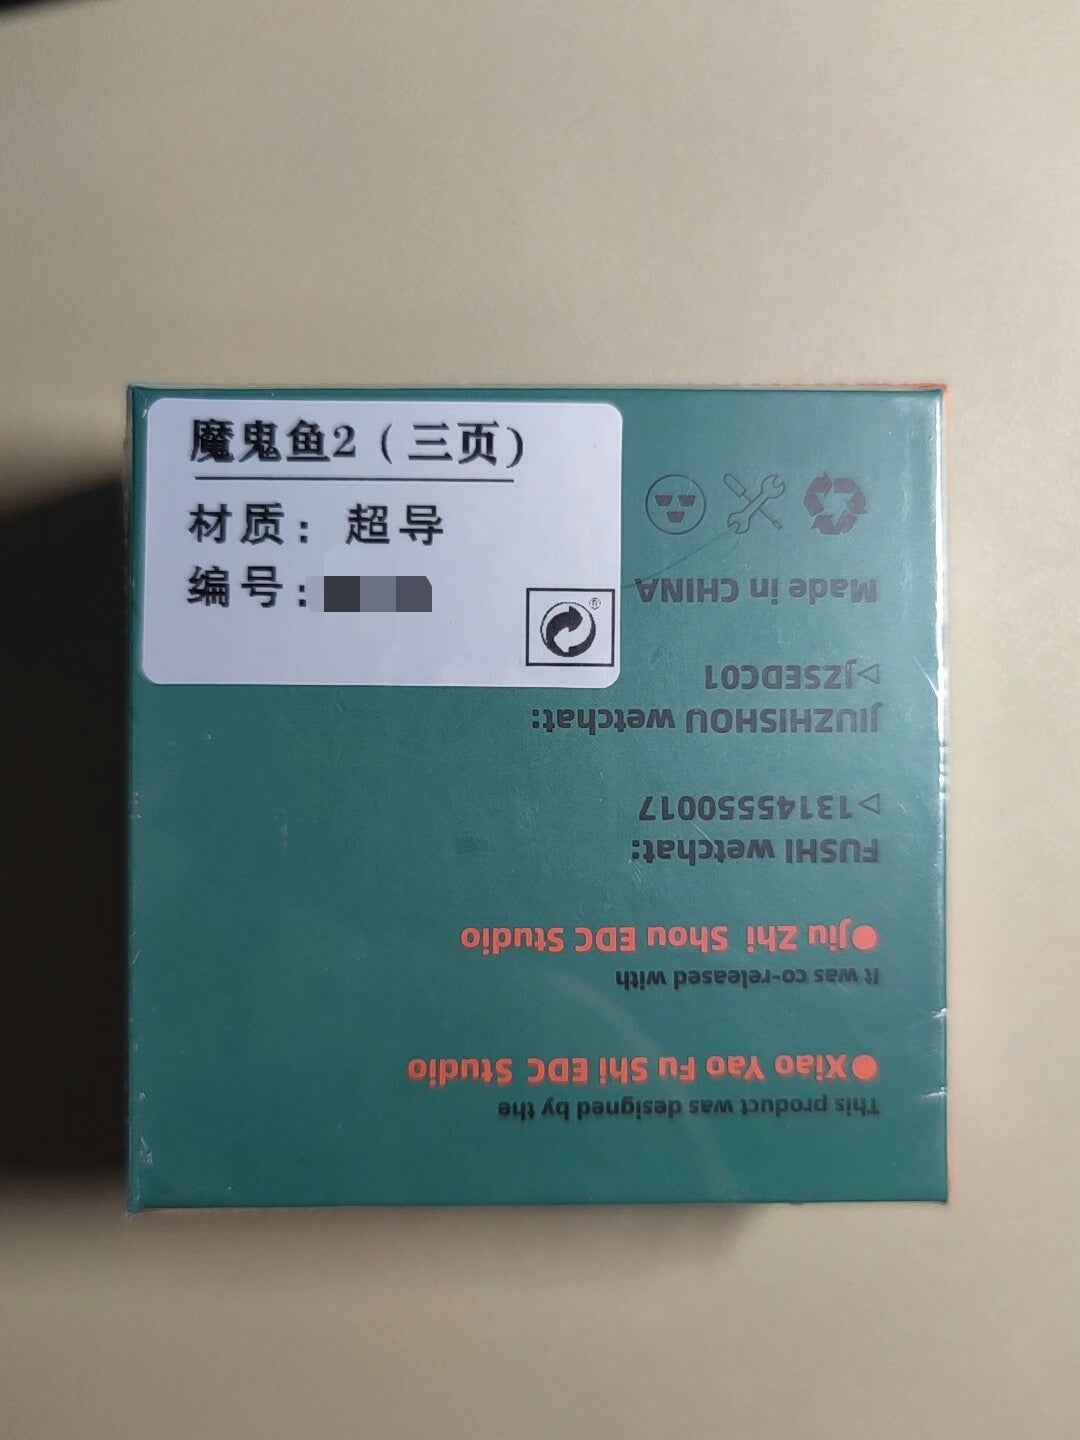 魔鬼鱼2（三页）
材质：超导
编号：
®
This product was designed by the
●Xiao Yao Fu Shi EDC Studio
It was co-released with
●Jiu Zhi Shou EDC Studio
FUSHI wetchat:
▷13145550017
JIUZHISHOU wetchat:
▷JZSEDC01
Made in CHINA